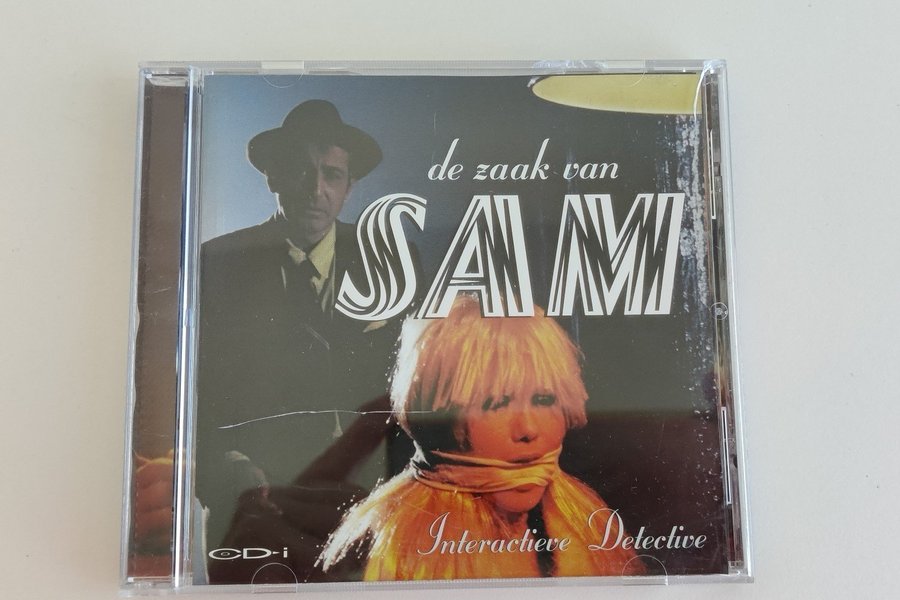 de zaak van
SAM
Interactieve Detective
CD-i